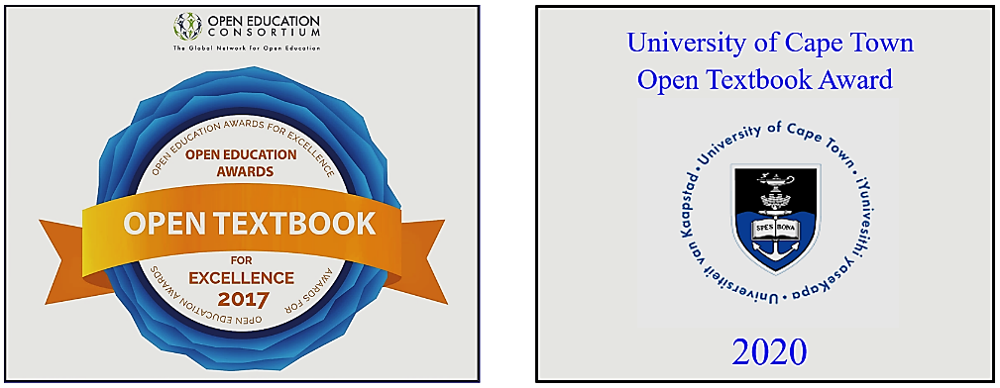 OPEN EDUCATION
CONSORTIUM
The Global Network for Open Education
OPEN EDUCATION AWARDS FOR EXCELLENCE
OPEN EDUCATION
AWARDS
OPEN TEXTBOOK
FOR
EXCELLENCE
2017
OPEN EDUCATION AWARDS
AWARDS FOR
University of Cape Town
Open Textbook Award
University of Cape Town • iYunivesithi yaseKapa • Universiteit van Kaapstad •
SPES BONA
2020